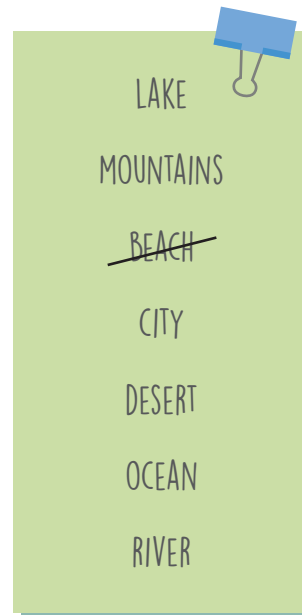 LAKE
MOUNTAINS
BEACH
CITY
DESERT
OCEAN
RIVER